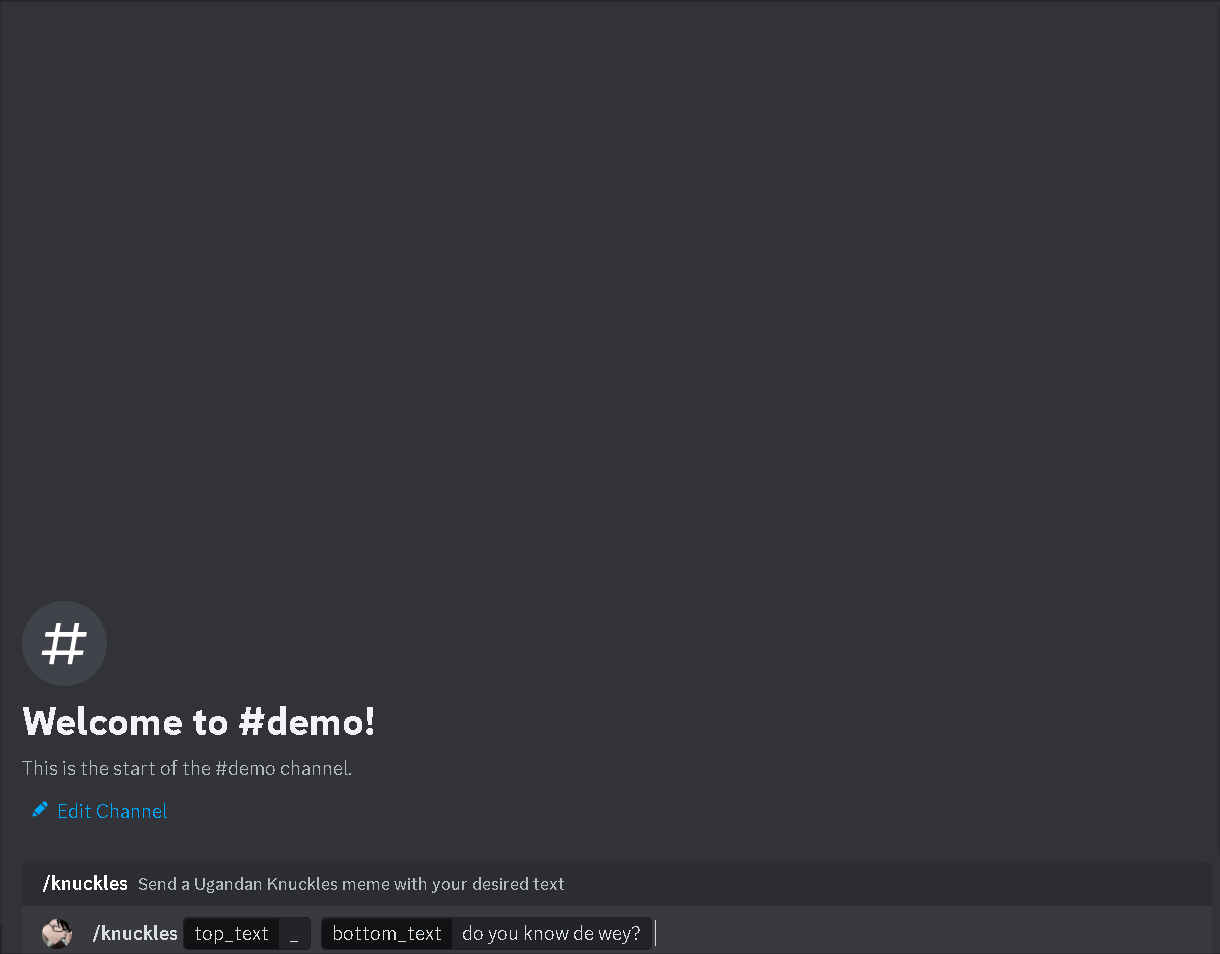 #
Welcome to #demo!
This is the start of the #demo channel.
Edit Channel
/knuckles Send a Ugandan Knuckles meme with your desired text
/knuckles top_text _ bottom_text do you know de wey?